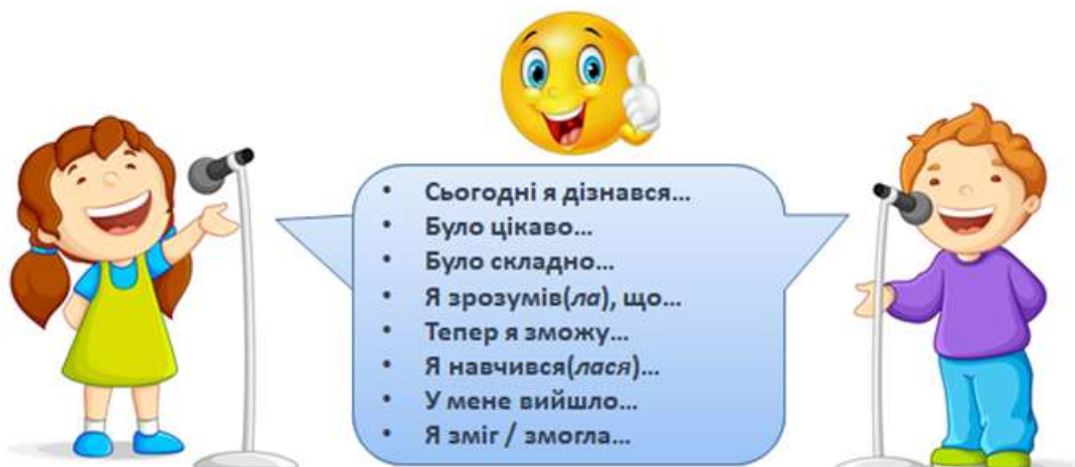 • Сьогодні я дізнався...
• Було цікаво...
• Було складно...
• Я зрозумів(ла), що...
• Тепер я зможу...
• Я навчився(лася)...
• У мене вийшло...
• Я зміг / змогла...